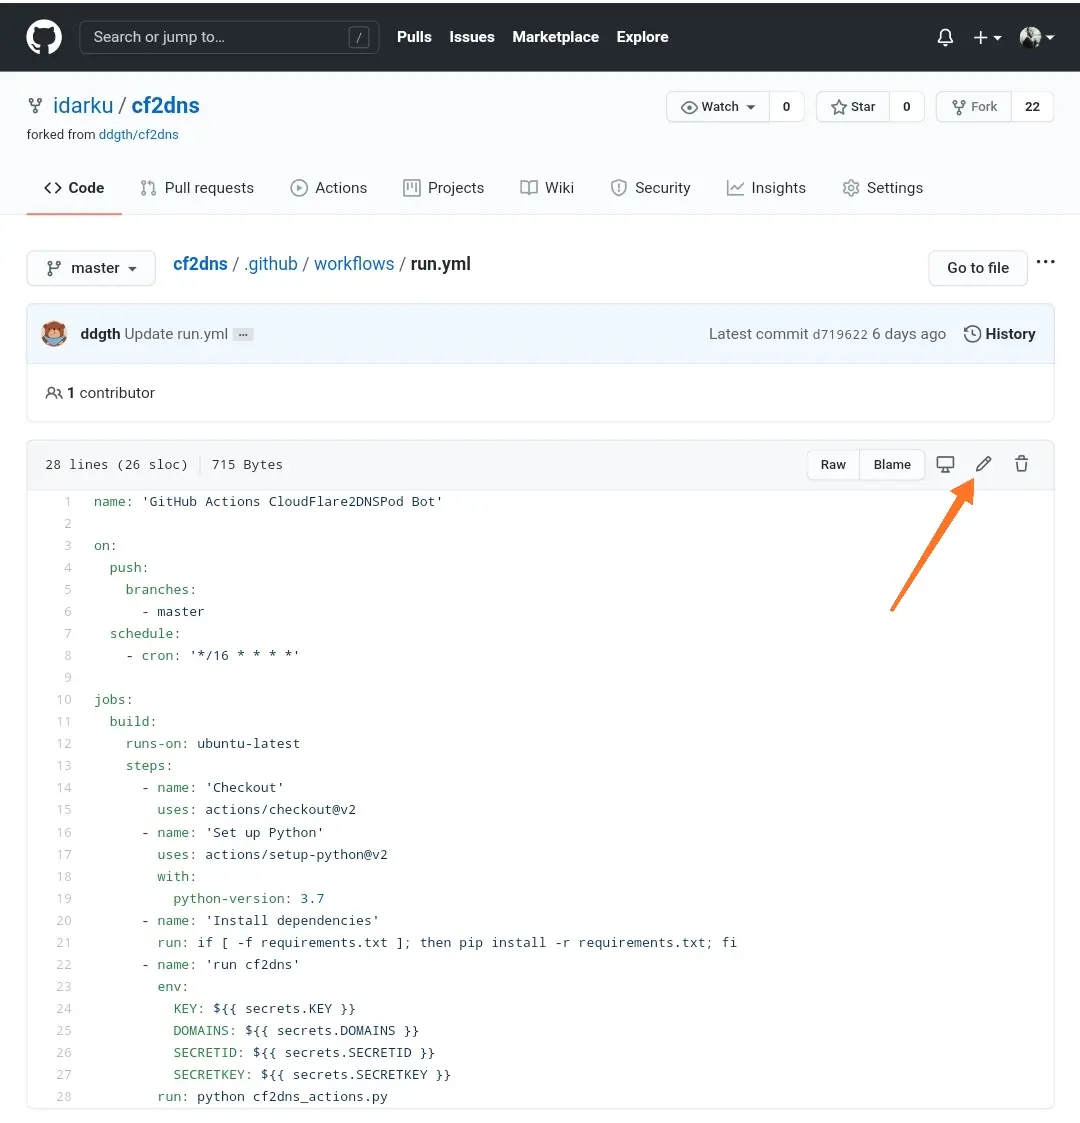 Search or jump to… / Pulls Issues Marketplace Explore
idarku / cf2dns Watch 0 Star 0 Fork 22
forked from ddgth/cf2dns
Code Pull requests Actions Projects Wiki Security Insights Settings
master cf2dns / .github / workflows / run.yml Go to file ···
ddgth Update run.yml … Latest commit d719622 6 days ago History
1 contributor
28 lines (26 sloc) 715 Bytes Raw Blame
1 name: 'GitHub Actions CloudFlare2DNSPod Bot'
2
3 on:
4   push:
5     branches:
6       - master
7   schedule:
8     - cron: '*/16 * * * *'
9
10 jobs:
11   build:
12     runs-on: ubuntu-latest
13     steps:
14       - name: 'Checkout'
15         uses: actions/checkout@v2
16       - name: 'Set up Python'
17         uses: actions/setup-python@v2
18         with:
19           python-version: 3.7
20       - name: 'Install dependencies'
21         run: if [ -f requirements.txt ]; then pip install -r requirements.txt; fi
22       - name: 'run cf2dns'
23         env:
24           KEY: ${{ secrets.KEY }}
25           DOMAINS: ${{ secrets.DOMAINS }}
26           SECRETID: ${{ secrets.SECRETID }}
27           SECRETKEY: ${{ secrets.SECRETKEY }}
28         run: python cf2dns_actions.py